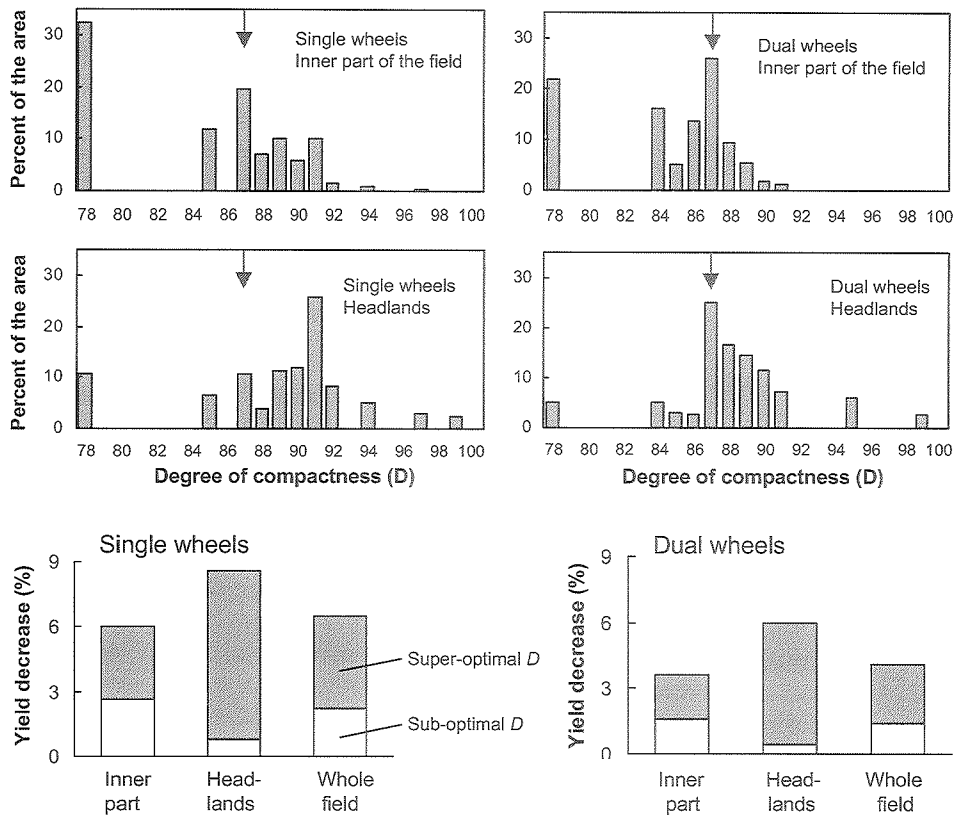 Single wheels
Inner part of the field
Percent of the area
30
20
10
0
78 80 82 84 86 88 90 92 94 96 98 100
Dual wheels
Inner part of the field
30
20
10
0
78 80 82 84 86 88 90 92 94 96 98 100
Single wheels
Headlands
Percent of the area
30
20
10
0
78 80 82 84 86 88 90 92 94 96 98 100
Degree of compactness (D)
Dual wheels
Headlands
30
20
10
0
78 80 82 84 86 88 90 92 94 96 98 100
Degree of compactness (D)
Single wheels
Yield decrease (%)
9
6
3
0
Super-optimal D
Sub-optimal D
Inner part
Head-
lands
Whole
field
Dual wheels
Yield decrease (%)
9
6
3
0
Inner
part
Head-
lands
Whole
field